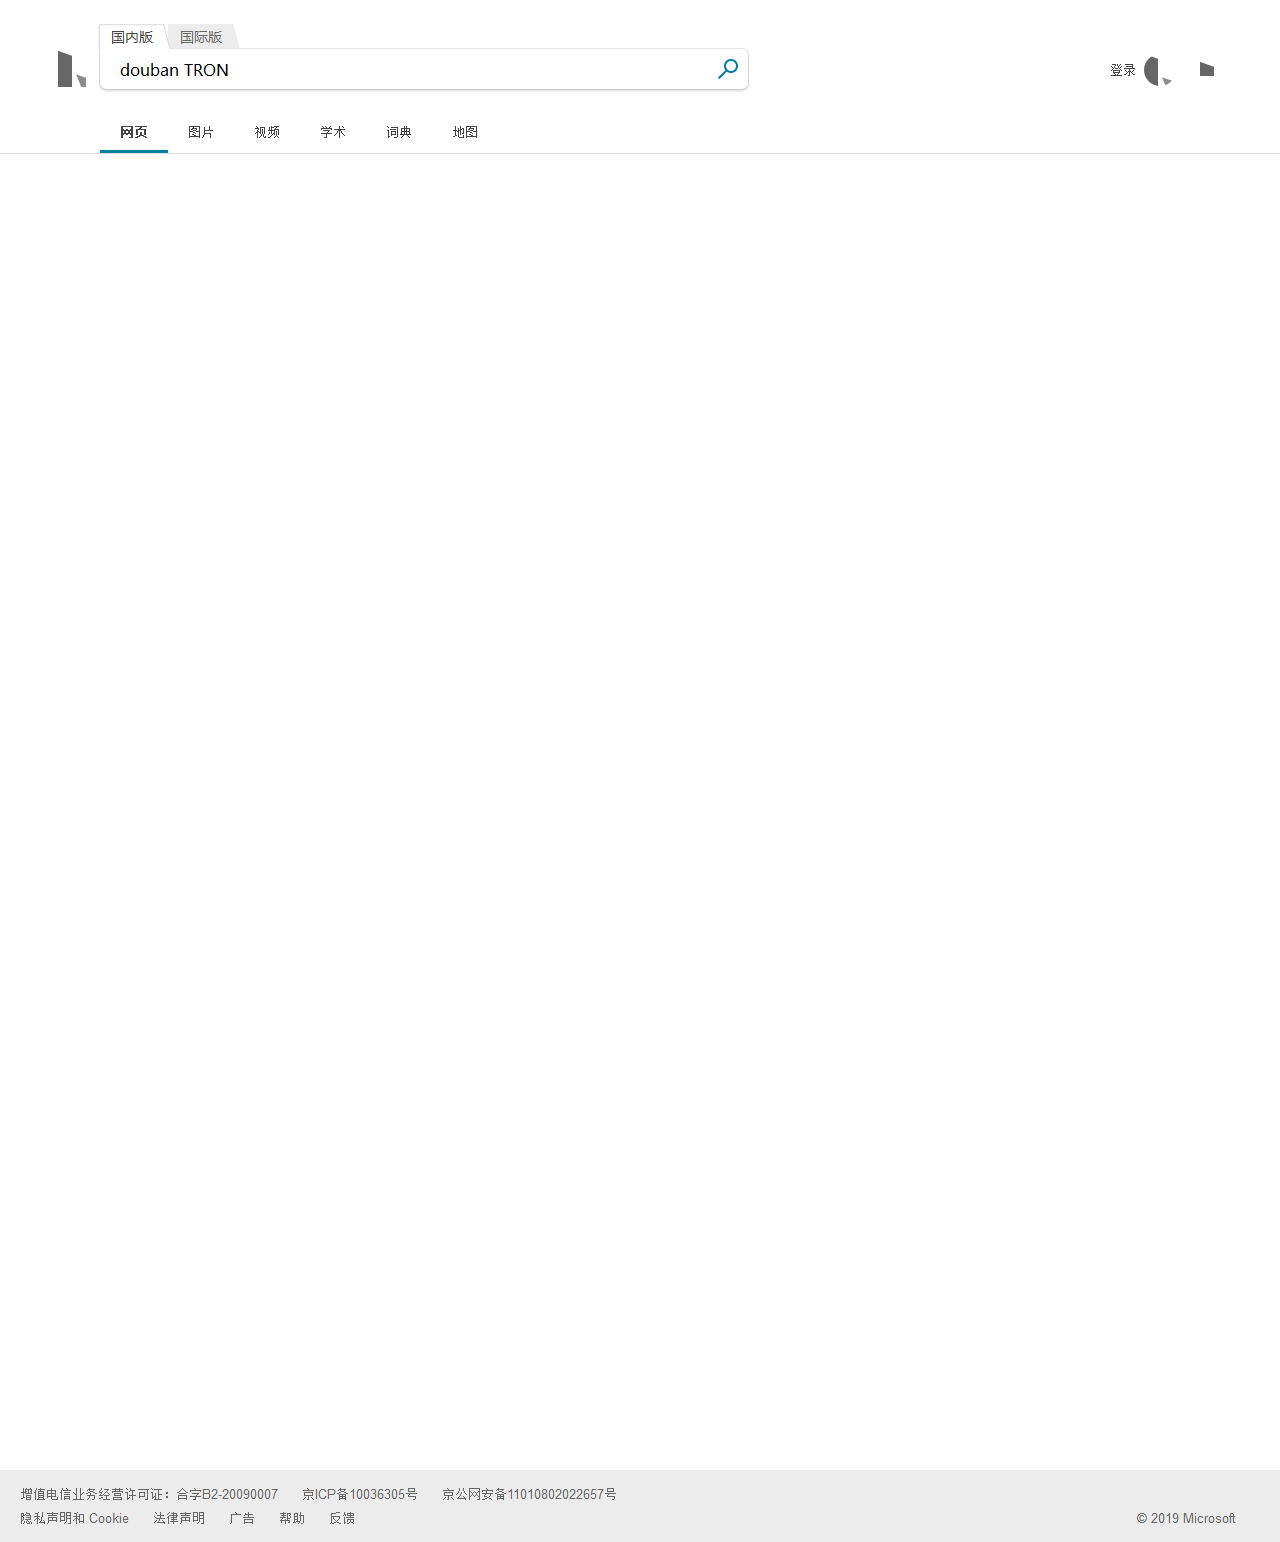 国内版 国际版
douban TRON
登录
网页 图片 视频 学术 词典 地图
增值电信业务经营许可证：合字B2-20090007 京ICP备10036305号 京公网安备11010802022657号
隐私声明和 Cookie 法律声明 广告 帮助 反馈 © 2019 Microsoft